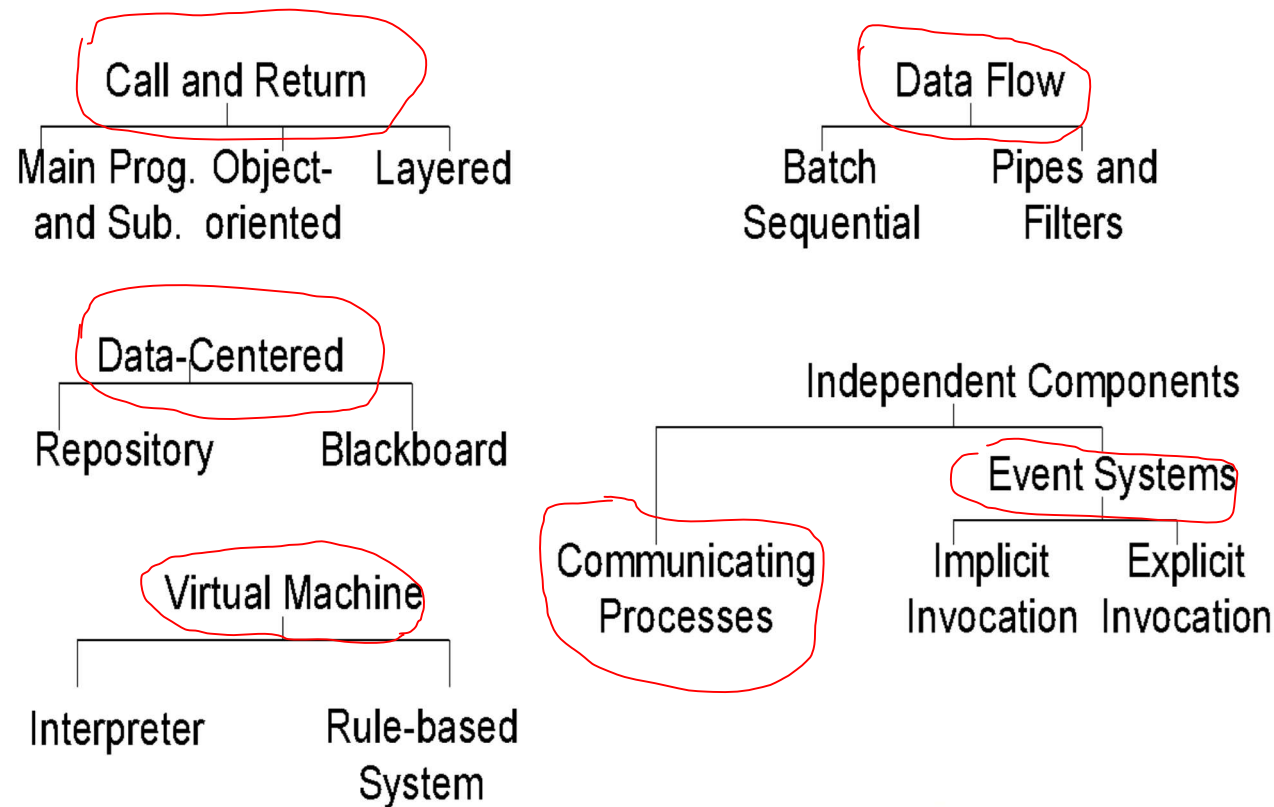 Call and Return
Main Prog. Object- Layered
and Sub. oriented
Data Flow
Batch Pipes and
Sequential Filters
Data-Centered
Repository Blackboard
Independent Components
Event Systems
Communicating Implicit Explicit
Processes Invocation Invocation
Virtual Machine
Interpreter Rule-based
System